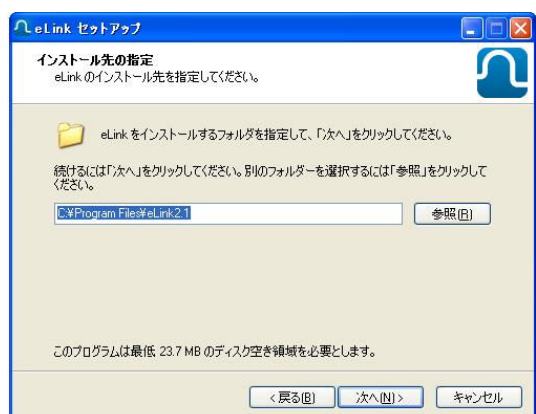 eLink セットアップ
インストール先の指定
eLink のインストール先を指定してください。
eLink をインストールするフォルダを指定して、「次へ」をクリックしてください。
続けるには「次へ」をクリックしてください。別のフォルダーを選択するには「参照」をクリックして
ください。
C:¥Program Files¥eLink2.1
参照(R)
このプログラムは最低 23.7 MB のディスク空き領域を必要とします。
< 戻る(B) 次へ(N) > キャンセル